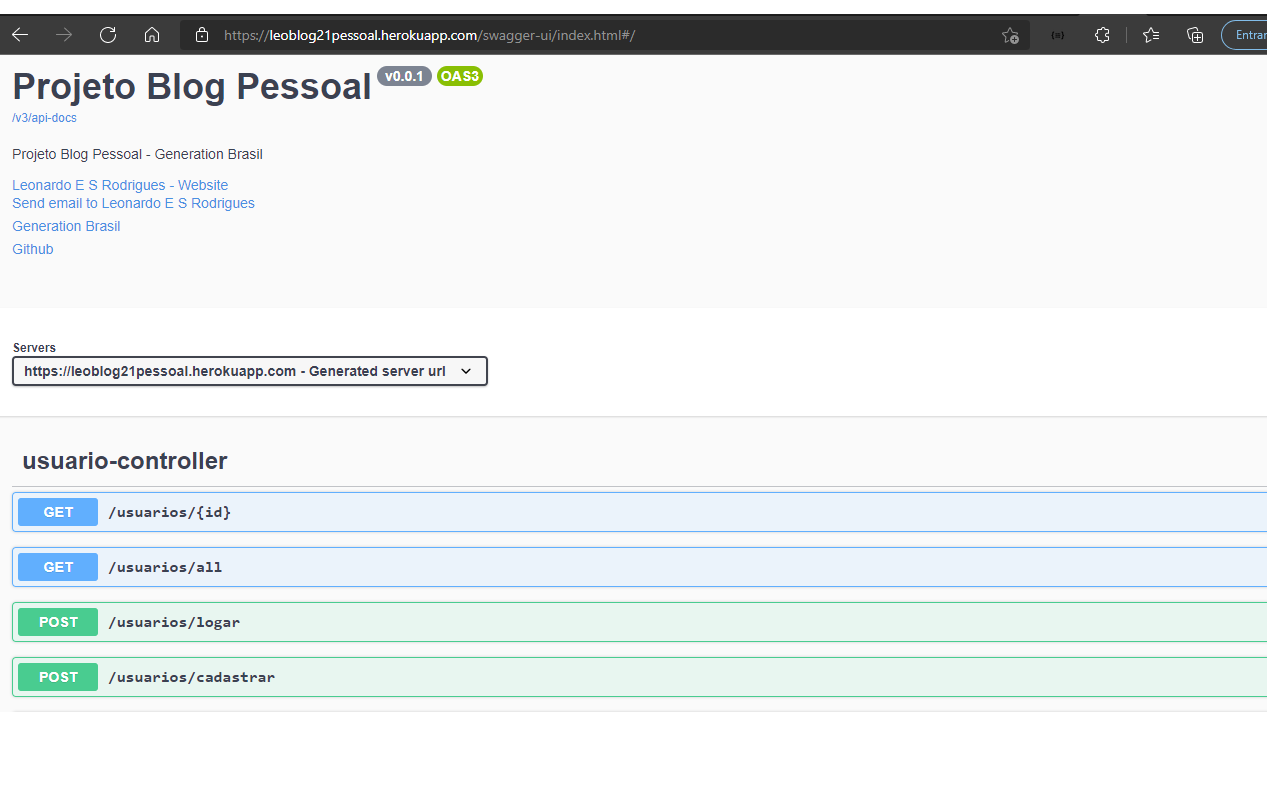 https://leoblog21pessoal.herokuapp.com/swagger-ui/index.html#/
Entrar
Projeto Blog Pessoal v0.0.1 OAS3
/v3/api-docs
Projeto Blog Pessoal - Generation Brasil
Leonardo E S Rodrigues - Website
Send email to Leonardo E S Rodrigues
Generation Brasil
Github
Servers
https://leoblog21pessoal.herokuapp.com - Generated server url
usuario-controller
GET /usuarios/{id}
GET /usuarios/all
POST /usuarios/logar
POST /usuarios/cadastrar